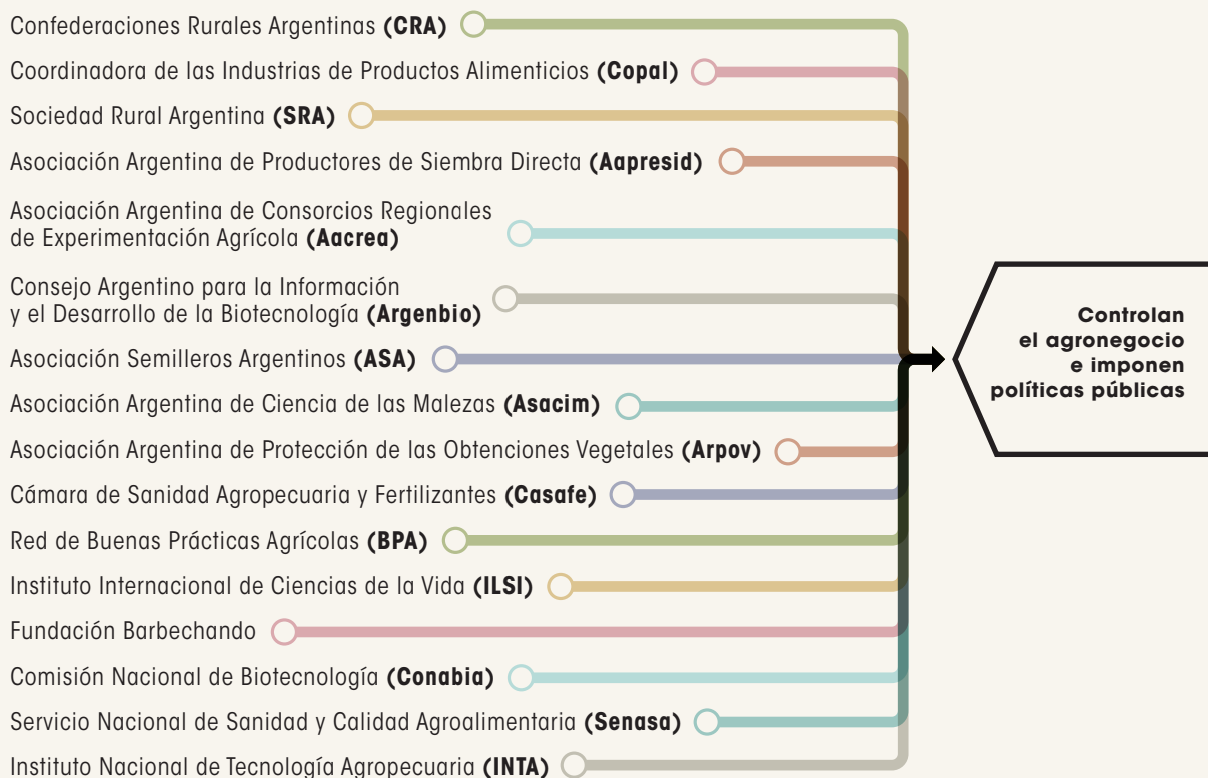 Confederaciones Rurales Argentinas (CRA)
Coordinadora de las Industrias de Productos Alimenticios (Copal)
Sociedad Rural Argentina (SRA)
Asociación Argentina de Productores de Siembra Directa (Aapresid)
Asociación Argentina de Consorcios Regionales
de Experimentación Agrícola (Aacrea)
Consejo Argentino para la Información
y el Desarrollo de la Biotecnología (Argenbio)
Asociación Semilleros Argentinos (ASA)
Asociación Argentina de Ciencia de las Malezas (Asacim)
Asociación Argentina de Protección de las Obtenciones Vegetales (Arpov)
Cámara de Sanidad Agropecuaria y Fertilizantes (Casafe)
Red de Buenas Prácticas Agrícolas (BPA)
Instituto Internacional de Ciencias de la Vida (ILSI)
Fundación Barbechando
Comisión Nacional de Biotecnología (Conabia)
Servicio Nacional de Sanidad y Calidad Agroalimentaria (Senasa)
Instituto Nacional de Tecnología Agropecuaria (INTA)
Controlan
el agronegocio
e imponen
políticas públicas